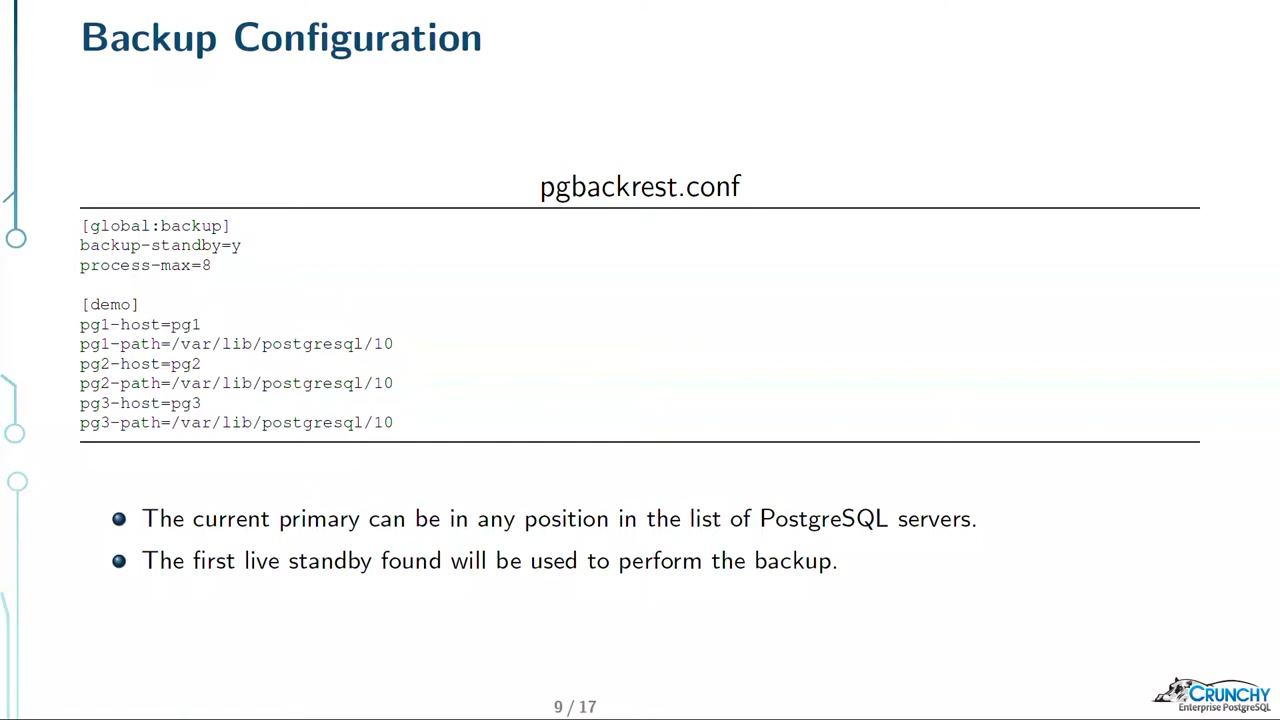 Backup Configuration
pgbackrest.conf
[global:backup]
backup-standby=y
process-max=8
[demo]
pg1-host=pg1
pg1-path=/var/lib/postgresql/10
pg2-host=pg2
pg2-path=/var/lib/postgresql/10
pg3-host=pg3
pg3-path=/var/lib/postgresql/10
The current primary can be in any position in the list of PostgreSQL servers.
The first live standby found will be used to perform the backup.
9 / 17
CRUNCHY
Enterprise PostgreSQL